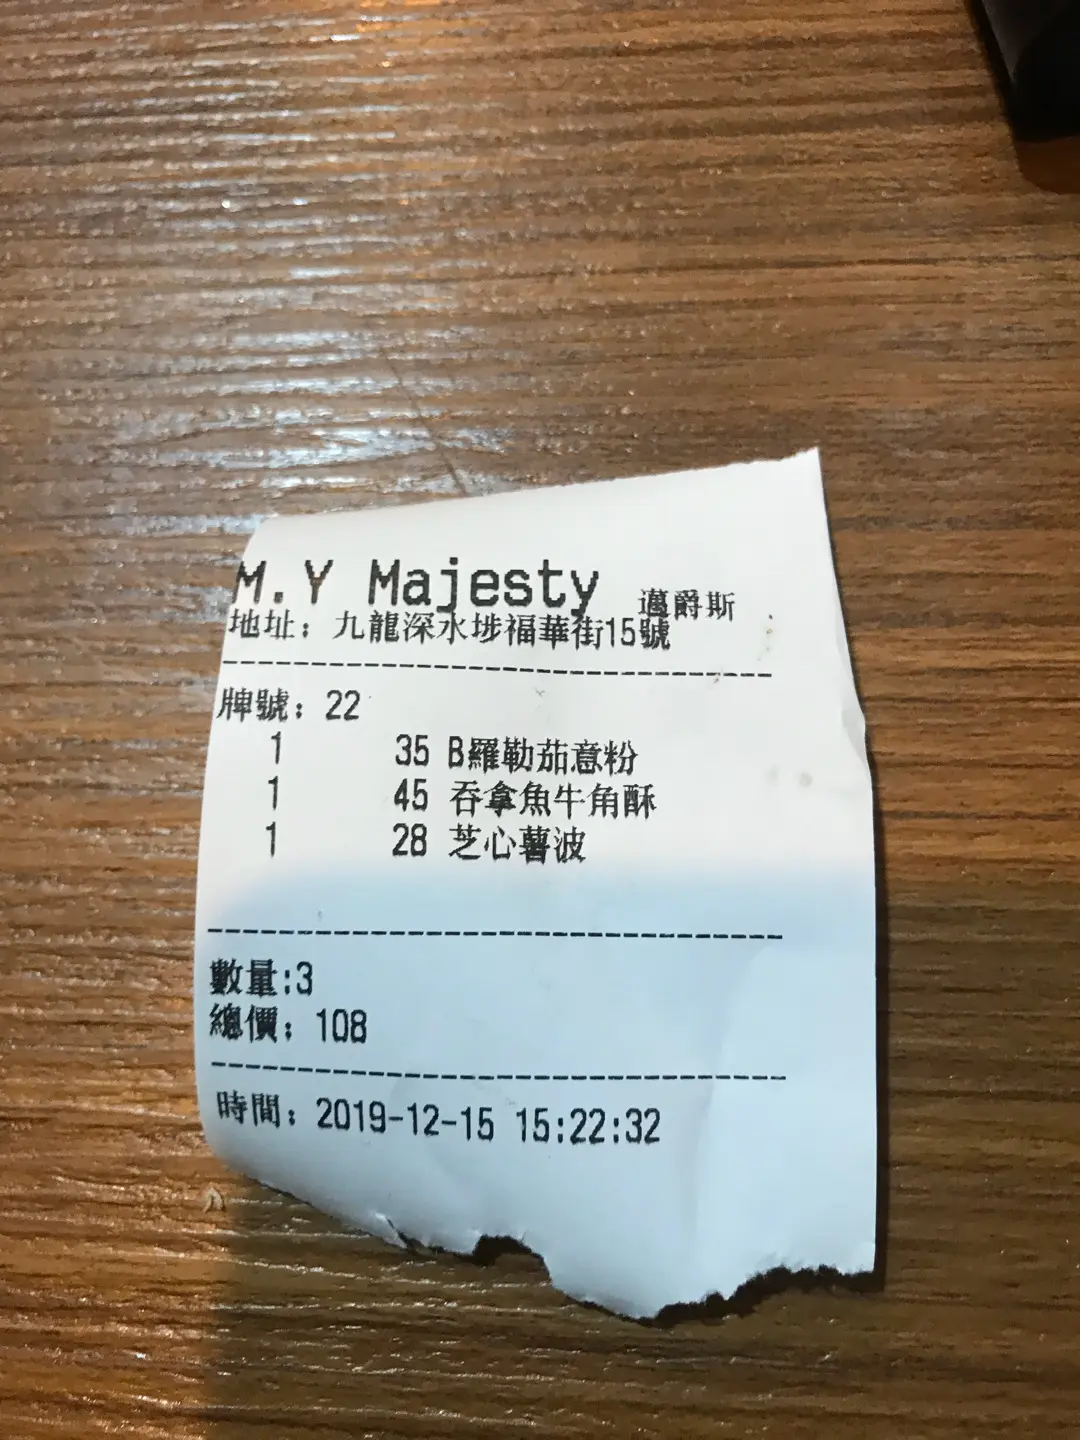 M.Y Majesty 邁爵斯
地址：九龍深水埗福華街15號
牌號：22
1 35 B羅勒茄意粉
1 45 吞拿魚牛角酥
1 28 芝心薯波
數量:3
總價：108
時間：2019-12-15 15:22:32